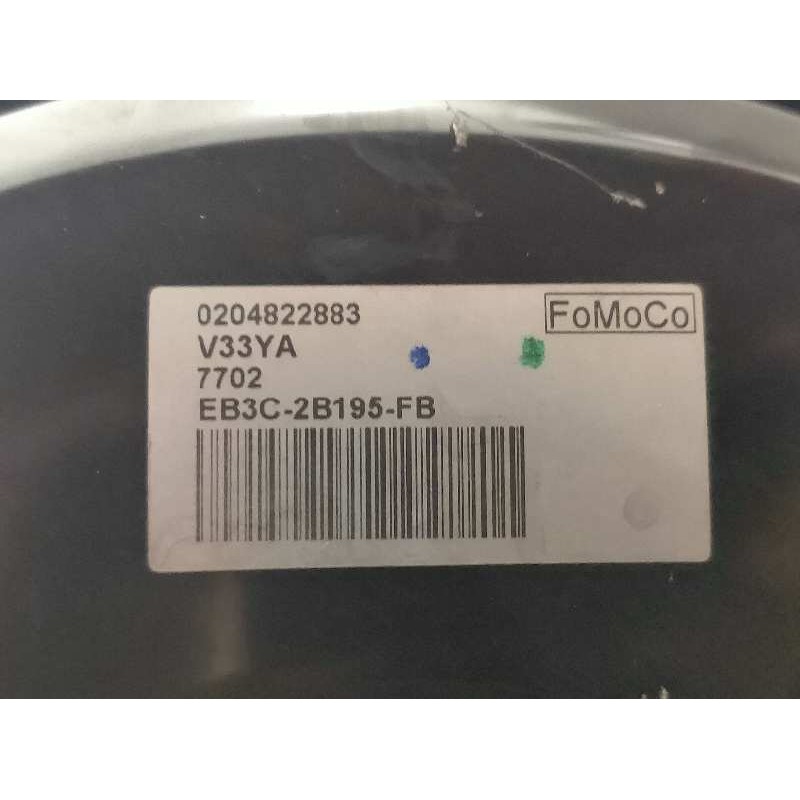 0204822883
FoMoCo
V33YA
7702
EB3C-2B195-FB